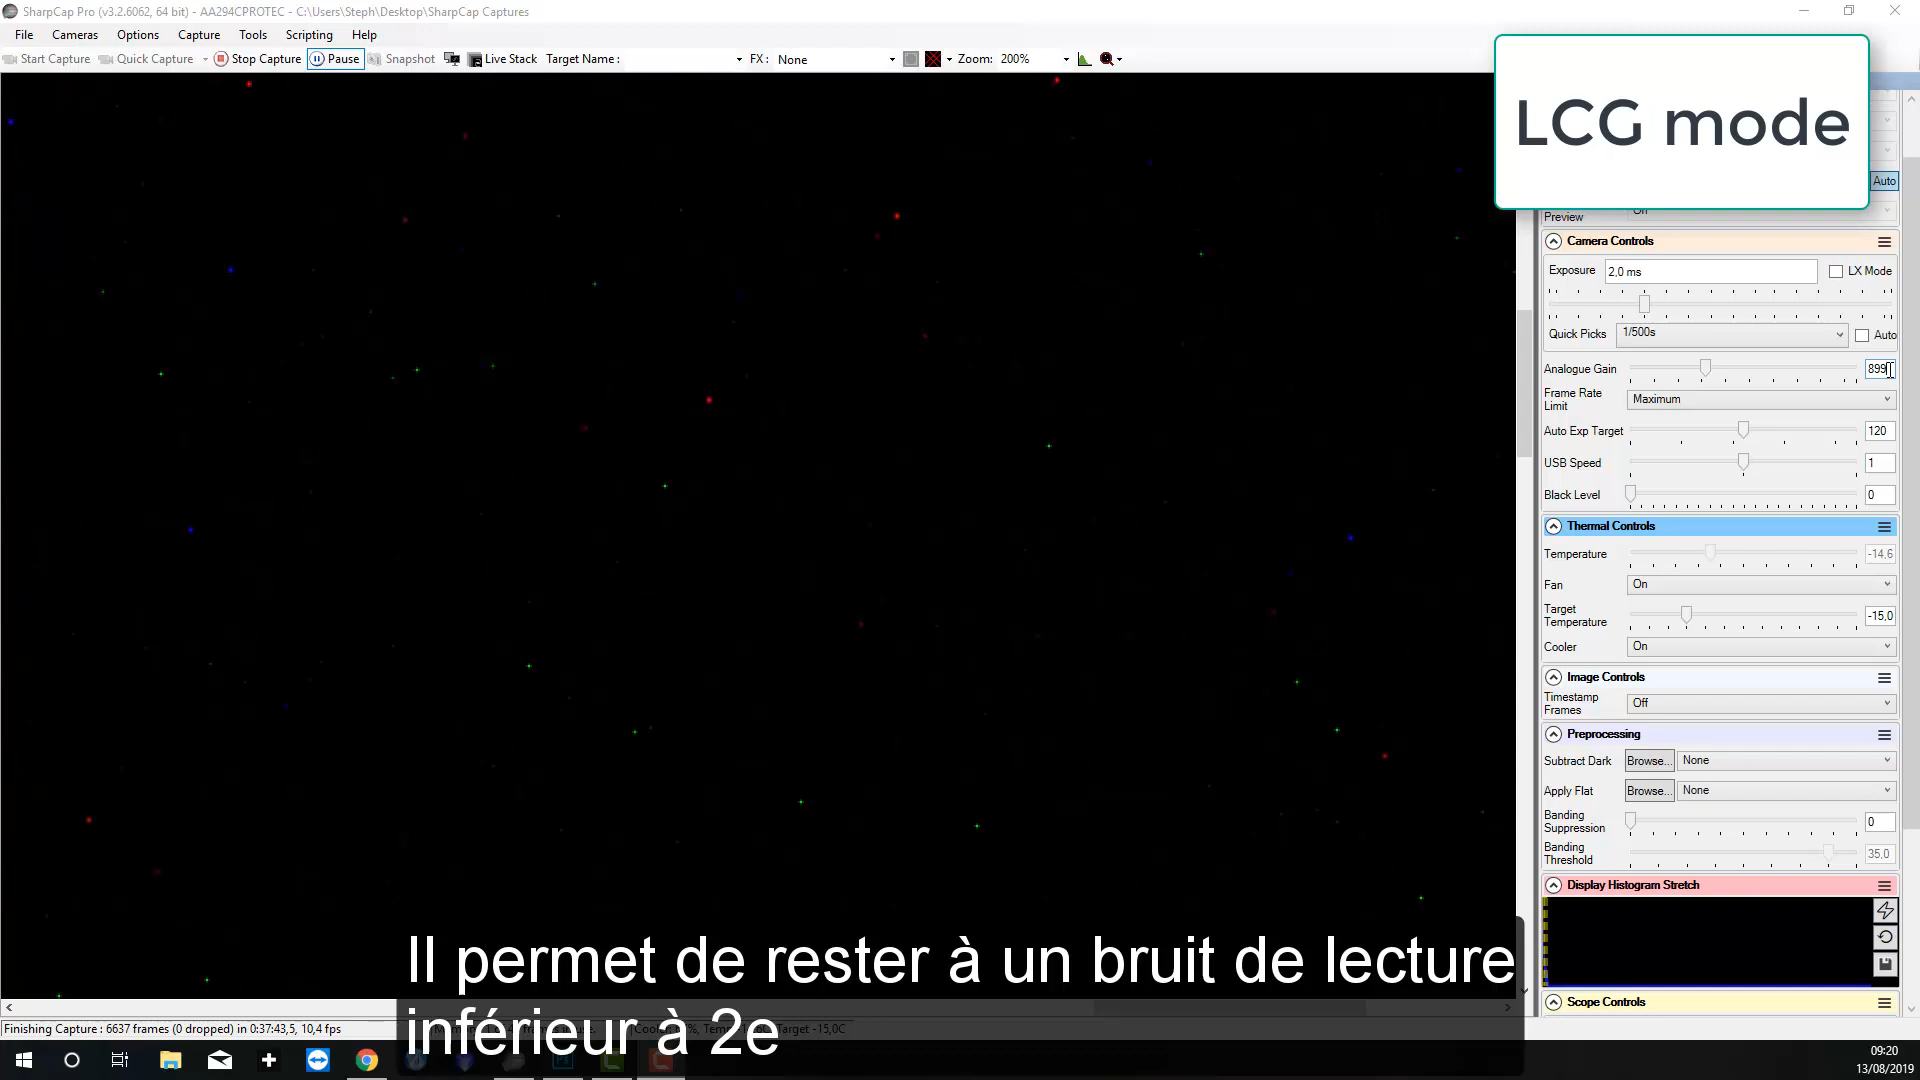 SharpCap Pro (v3.2.6062, 64 bit) - AA294CPROTEC - C:\Users\Steph\Desktop\SharpCap Captures
File Cameras Options Capture Tools Scripting Help
Start Capture Quick Capture Stop Capture Pause Snapshot Live Stack Target Name : FX : None Zoom: 200%
LCG mode
Auto
Preview
Camera Controls
Exposure 2,0 ms LX Mode
Quick Picks 1/500s Auto
Analogue Gain 899
Frame Rate
Limit
Maximum
Auto Exp Target 120
USB Speed 1
Black Level 0
Thermal Controls
Temperature -14,6
Fan On
Target
Temperature
-15,0
Cooler On
Image Controls
Timestamp
Frames
Off
Preprocessing
Subtract Dark Browse... None
Apply Flat Browse... None
Banding
Suppression
0
Banding
Threshold
35,0
Display Histogram Stretch
Scope Controls
Il permet de rester à un bruit de lecture
inférieur à 2e
Finishing Capture : 6637 frames (0 dropped) in 0:37:43,5, 10,4 fps
09:20
13/08/2019